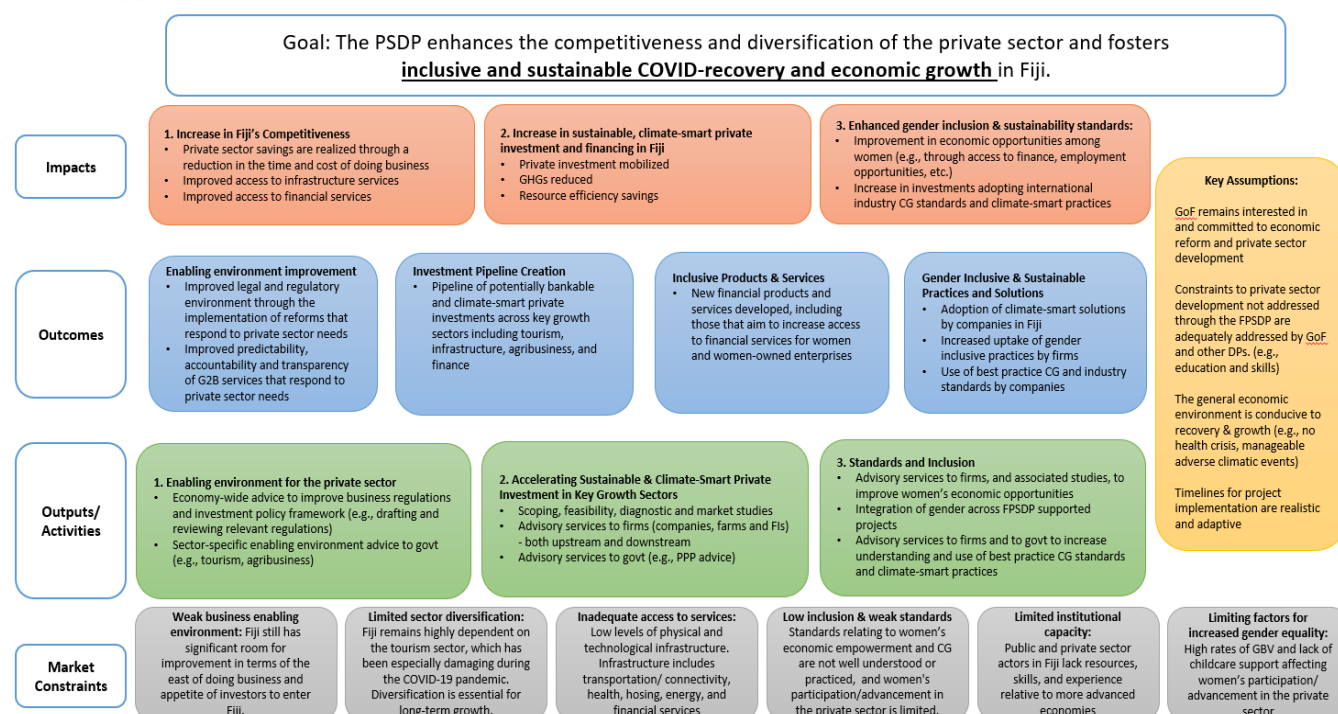 Goal: The PSDP enhances the competitiveness and diversification of the private sector and fosters
inclusive and sustainable COVID-recovery and economic growth in Fiji.
Impacts
1. Increase in Fiji's Competitiveness
• Private sector savings are realized through a
reduction in the time and cost of doing business
• Improved access to infrastructure services
• Improved access to financial services
2. Increase in sustainable, climate-smart private
investment and financing in Fiji
• Private investment mobilized
• GHGs reduced
• Resource efficiency savings
3. Enhanced gender inclusion & sustainability standards:
• Improvement in economic opportunities among
women (e.g., through access to finance, employment
opportunities, etc.)
• Increase in investments adopting international
industry CG standards and climate-smart practices
Key Assumptions:
GoF remains interested in
and committed to economic
reform and private sector
development
Constraints to private sector
development not addressed
through the FPSDP are
adequately addressed by GoF
and other DPs. (e.g.,
education and skills)
The general economic
environment is conducive to
recovery & growth (e.g., no
health crisis, manageable
adverse climatic events)
Timelines for project
implementation are realistic
and adaptive
Outcomes
Enabling environment improvement
• Improved legal and regulatory
environment through the
implementation of reforms that
respond to private sector needs
• Improved predictability,
accountability and transparency
of G2B services that respond to
private sector needs
Investment Pipeline Creation
• Pipeline of potentially bankable
and climate-smart private
investments across key growth
sectors including tourism,
infrastructure, agribusiness, and
finance
Inclusive Products & Services
• New financial products and
services developed, including
those that aim to increase access
to financial services for women
and women-owned enterprises
Gender Inclusive & Sustainable
Practices and Solutions
• Adoption of climate-smart solutions
by companies in Fiji
• Increased uptake of gender
inclusive practices by firms
• Use of best practice CG and industry
standards by companies
Outputs/
Activities
1. Enabling environment for the private sector
• Economy-wide advice to improve business regulations
and investment policy framework (e.g., drafting and
reviewing relevant regulations)
• Sector-specific enabling environment advice to govt
(e.g., tourism, agribusiness)
2. Accelerating Sustainable & Climate-Smart Private
Investment in Key Growth Sectors
• Scoping, feasibility, diagnostic and market studies
• Advisory services to firms (companies, farms and FIs)
- both upstream and downstream
• Advisory services to govt (e.g., PPP advice)
3. Standards and Inclusion
• Advisory services to firms, and associated studies, to
improve women's economic opportunities
• Integration of gender across FPSDP supported
projects
• Advisory services to firms and to govt to increase
understanding and use of best practice CG standards
and climate-smart practices
Market
Constraints
Weak business enabling
environment: Fiji still has
significant room for
improvement in terms of the
east of doing business and
appetite of investors to enter
Fiji.
Limited sector diversification:
Fiji remains highly dependent on
the tourism sector, which has
been especially damaging during
the COVID-19 pandemic.
Diversification is essential for
long-term growth.
Inadequate access to services:
Low levels of physical and
technological infrastructure.
Infrastructure includes
transportation/ connectivity,
health, hosing, energy, and
financial services
Low inclusion & weak standards
Standards relating to women's
economic empowerment and CG
are not well understood or
practiced, and women's
participation/advancement in
the private sector is limited.
Limited institutional
capacity:
Public and private sector
actors in Fiji lack resources,
skills, and experience
relative to more advanced
economies
Limiting factors for
increased gender equality:
High rates of GBV and lack of
childcare support affecting
women's participation/
advancement in the private
sector